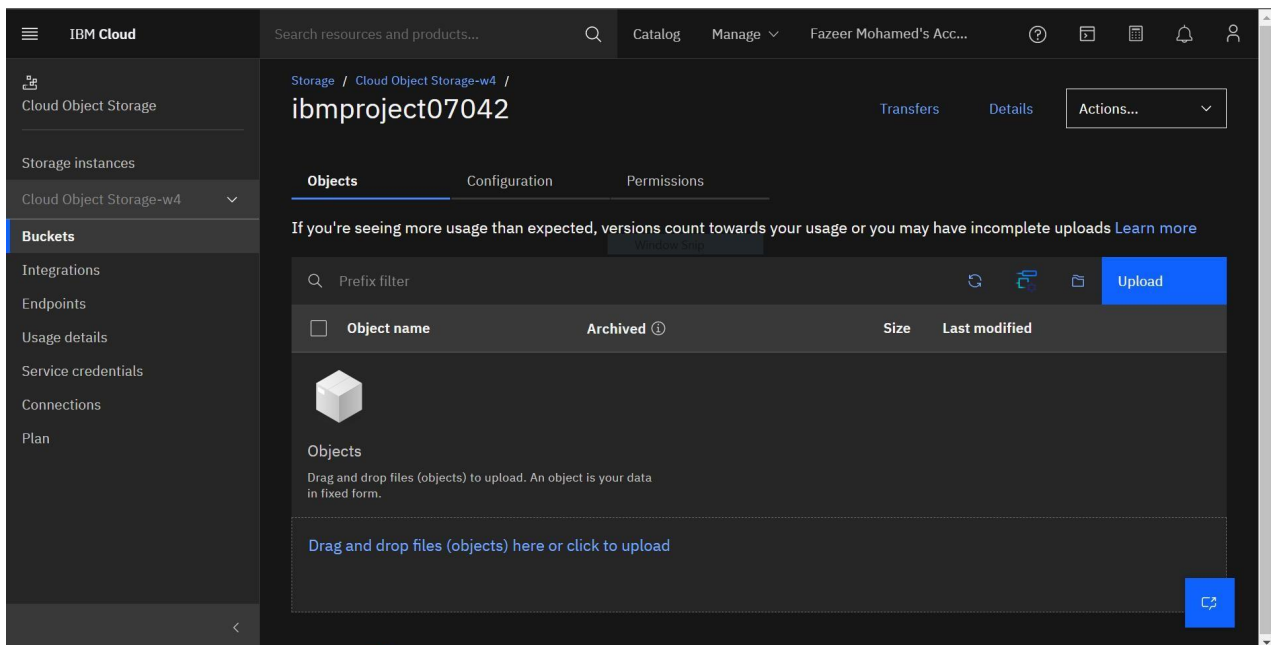 IBM Cloud
Search resources and products...
Catalog
Manage
Fazeer Mohamed's Acc...
Cloud Object Storage
Storage instances
Cloud Object Storage-w4
Buckets
Integrations
Endpoints
Usage details
Service credentials
Connections
Plan
Storage / Cloud Object Storage-w4 /
ibmproject07042
Transfers
Details
Actions...
Objects
Configuration
Permissions
If you're seeing more usage than expected, versions count towards your usage or you may have incomplete uploads Learn more
Window Snip
Prefix filter
Upload
Object name
Archived
Size
Last modified
Objects
Drag and drop files (objects) to upload. An object is your data
in fixed form.
Drag and drop files (objects) here or click to upload